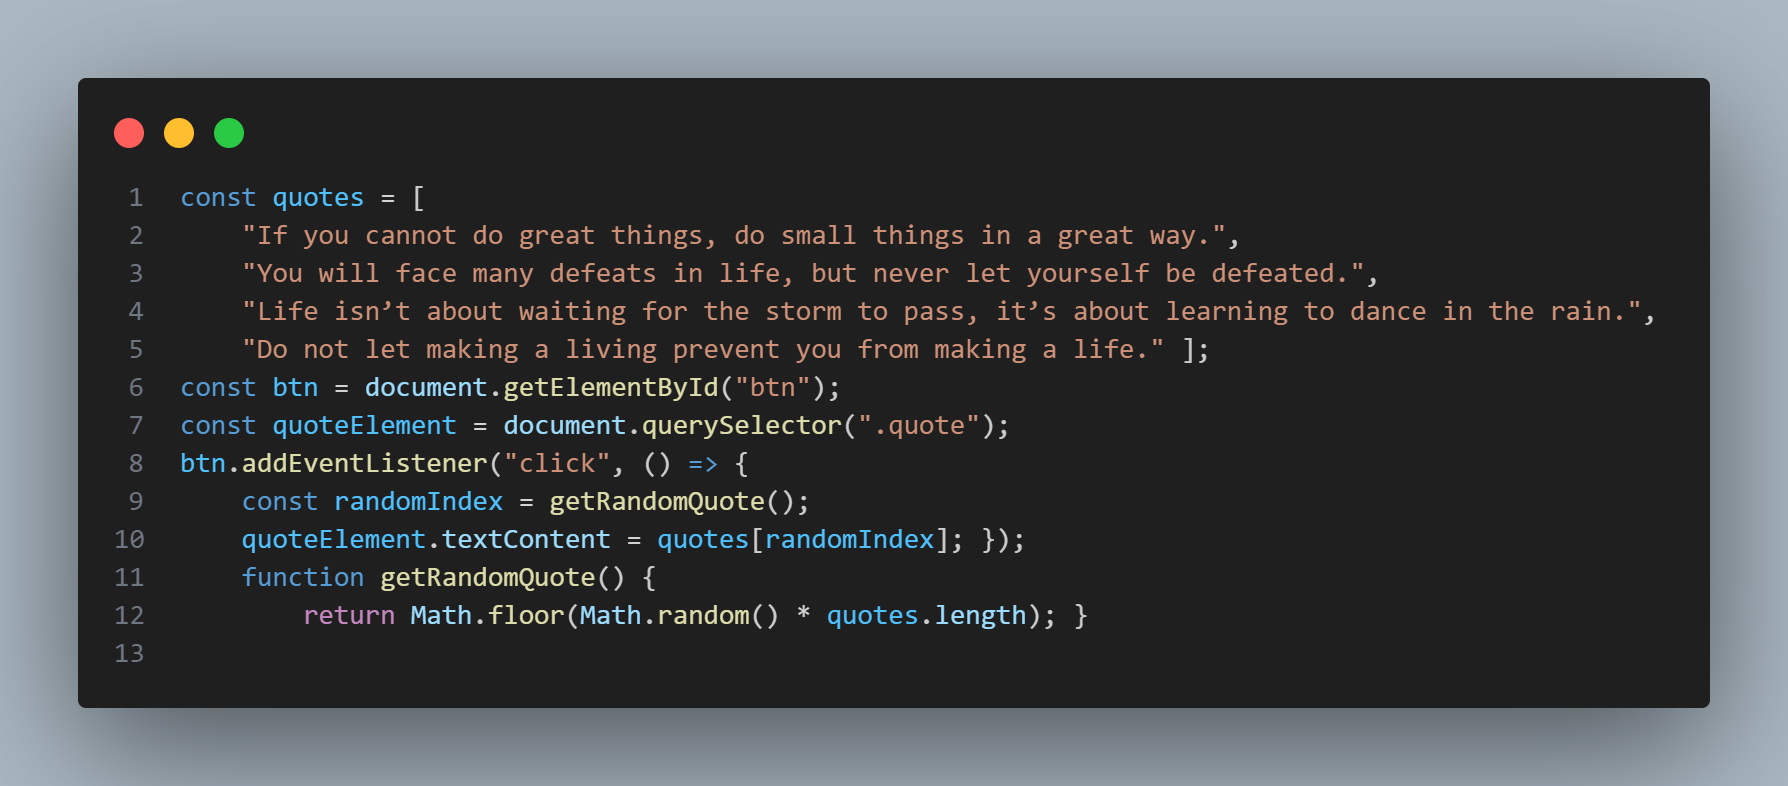 1 const quotes = [
2     "If you cannot do great things, do small things in a great way.",
3     "You will face many defeats in life, but never let yourself be defeated.",
4     "Life isn’t about waiting for the storm to pass, it’s about learning to dance in the rain.",
5     "Do not let making a living prevent you from making a life." ];
6 const btn = document.getElementById("btn");
7 const quoteElement = document.querySelector(".quote");
8 btn.addEventListener("click", () => {
9     const randomIndex = getRandomQuote();
10     quoteElement.textContent = quotes[randomIndex]; });
11     function getRandomQuote() {
12         return Math.floor(Math.random() * quotes.length); }
13